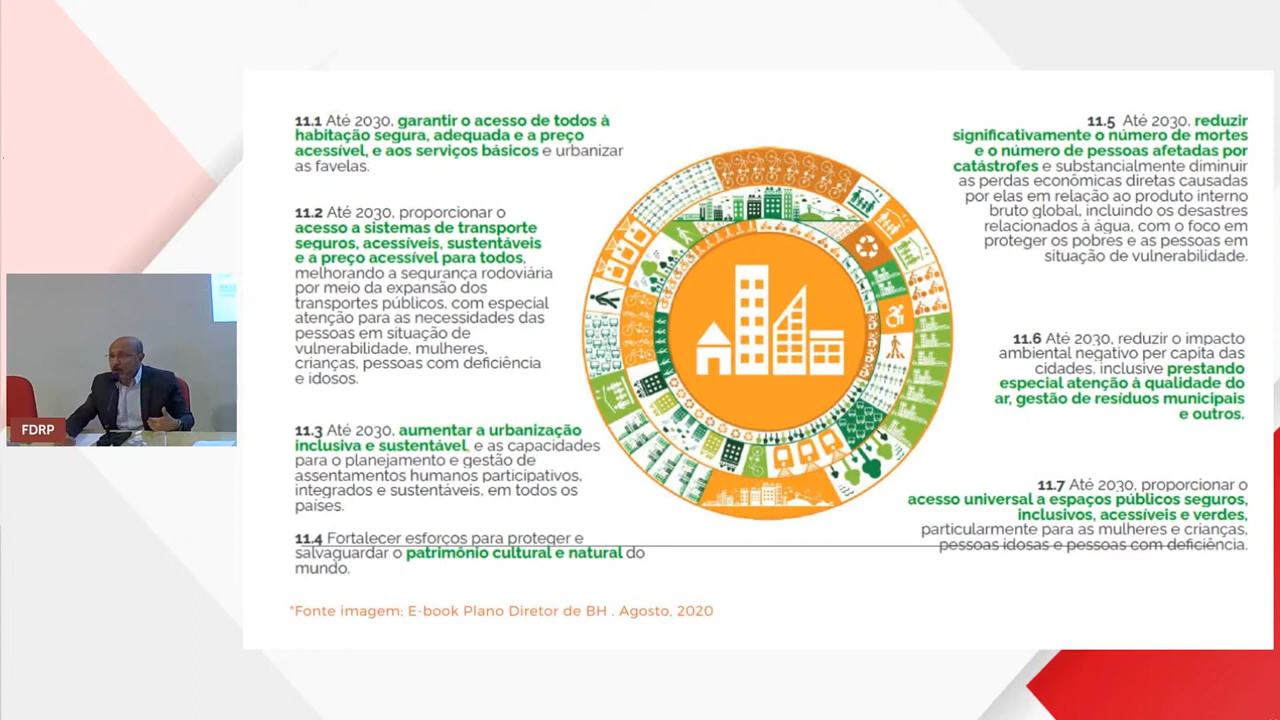 11.1 Até 2030, garantir o acesso de todos à
habitação segura, adequada e a preço
acessível, e aos serviços básicos e urbanizar
as favelas.
11.2 Até 2030, proporcionar o
acesso a sistemas de transporte
seguros, acessíveis, sustentáveis
e a preço acessível para todos,
melhorando a segurança rodoviária
por meio da expansão dos
transportes públicos, com especial
atenção para as necessidades das
pessoas em situação de
vulnerabilidade, mulheres,
crianças, pessoas com deficiência
e idosos.
11.3 Até 2030, aumentar a urbanização
inclusiva e sustentável, e as capacidades
para o planejamento e gestão de
assentamentos humanos participativos,
integrados e sustentáveis, em todos os
países.
11.4 Fortalecer esforços para proteger e
salvaguardar o patrimônio cultural e natural do
mundo.
11.5 Até 2030, reduzir
significativamente o número de mortes
e o número de pessoas afetadas por
catástrofes e substancialmente diminuir
as perdas econômicas diretas causadas
por elas em relação ao produto interno
bruto global, incluindo os desastres
relacionados à água, com o foco em
proteger os pobres e as pessoas em
situação de vulnerabilidade.
11.6 Até 2030, reduzir o impacto
ambiental negativo per capita das
cidades, inclusive prestando
especial atenção à qualidade do
ar, gestão de resíduos municipais
e outros.
11.7 Até 2030, proporcionar o
acesso universal a espaços públicos seguros,
inclusivos, acessíveis e verdes,
particularmente para as mulheres e crianças,
pessoas idosas e pessoas com deficiência.
*Fonte imagem: E-book Plano Diretor de BH . Agosto, 2020
FDRP